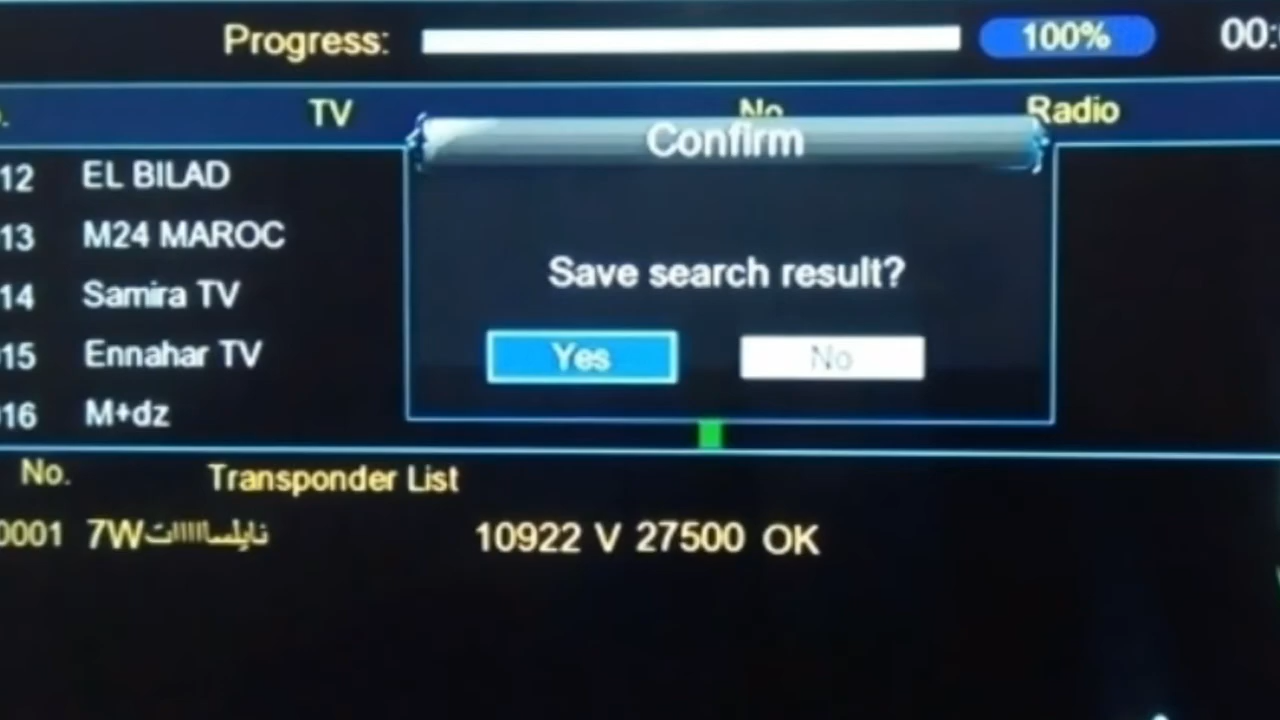 Progress: 100% 00:
TV No Radio
Confirm
12 EL BILAD
13 M24 MAROC
14 Samira TV
15 Ennahar TV
16 M+dz
Save search result?
Yes No
No. Transponder List
0001 7W نايلساااااات 10922 V 27500 OK